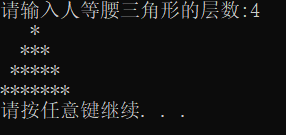 请输入人等腰三角形的层数:4
   *
  ***
 *****
*******
请按任意键继续. . .